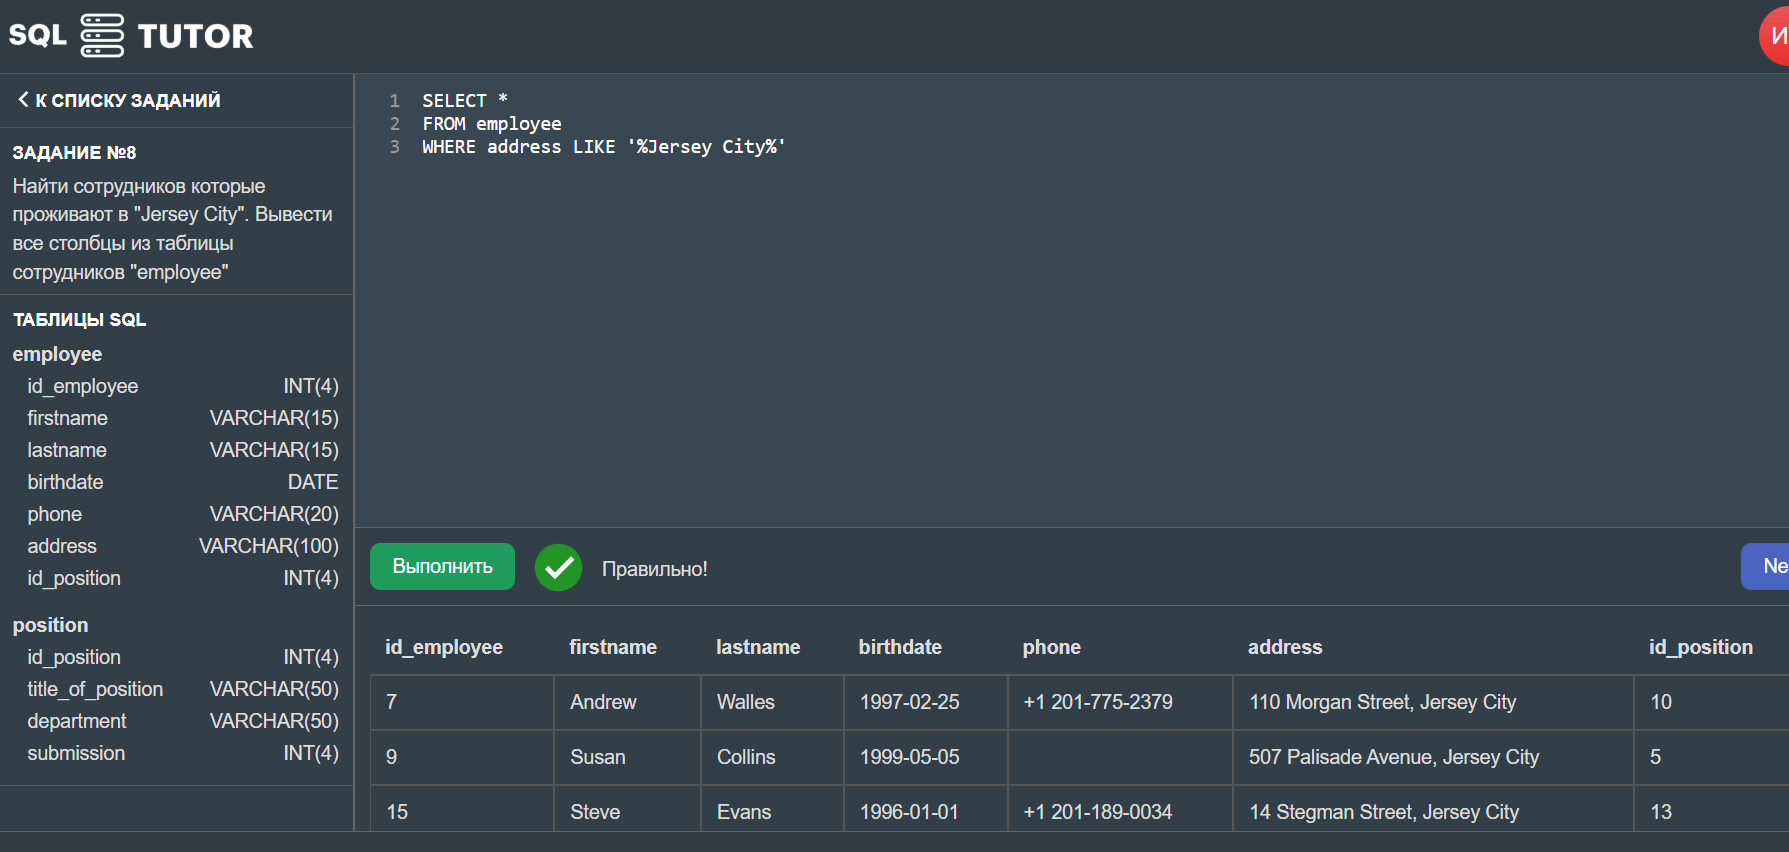 SQL TUTOR
И
К СПИСКУ ЗАДАНИЙ
ЗАДАНИЕ №8
Найти сотрудников которые
проживают в "Jersey City". Вывести
все столбцы из таблицы
сотрудников "employee"
ТАБЛИЦЫ SQL
employee
id_employee INT(4)
firstname VARCHAR(15)
lastname VARCHAR(15)
birthdate DATE
phone VARCHAR(20)
address VARCHAR(100)
id_position INT(4)
position
id_position INT(4)
title_of_position VARCHAR(50)
department VARCHAR(50)
submission INT(4)
1 SELECT *
2 FROM employee
3 WHERE address LIKE '%Jersey City%'
Выполнить Правильно! Ne
id_employee firstname lastname birthdate phone address id_position
7 Andrew Walles 1997-02-25 +1 201-775-2379 110 Morgan Street, Jersey City 10
9 Susan Collins 1999-05-05 507 Palisade Avenue, Jersey City 5
15 Steve Evans 1996-01-01 +1 201-189-0034 14 Stegman Street, Jersey City 13